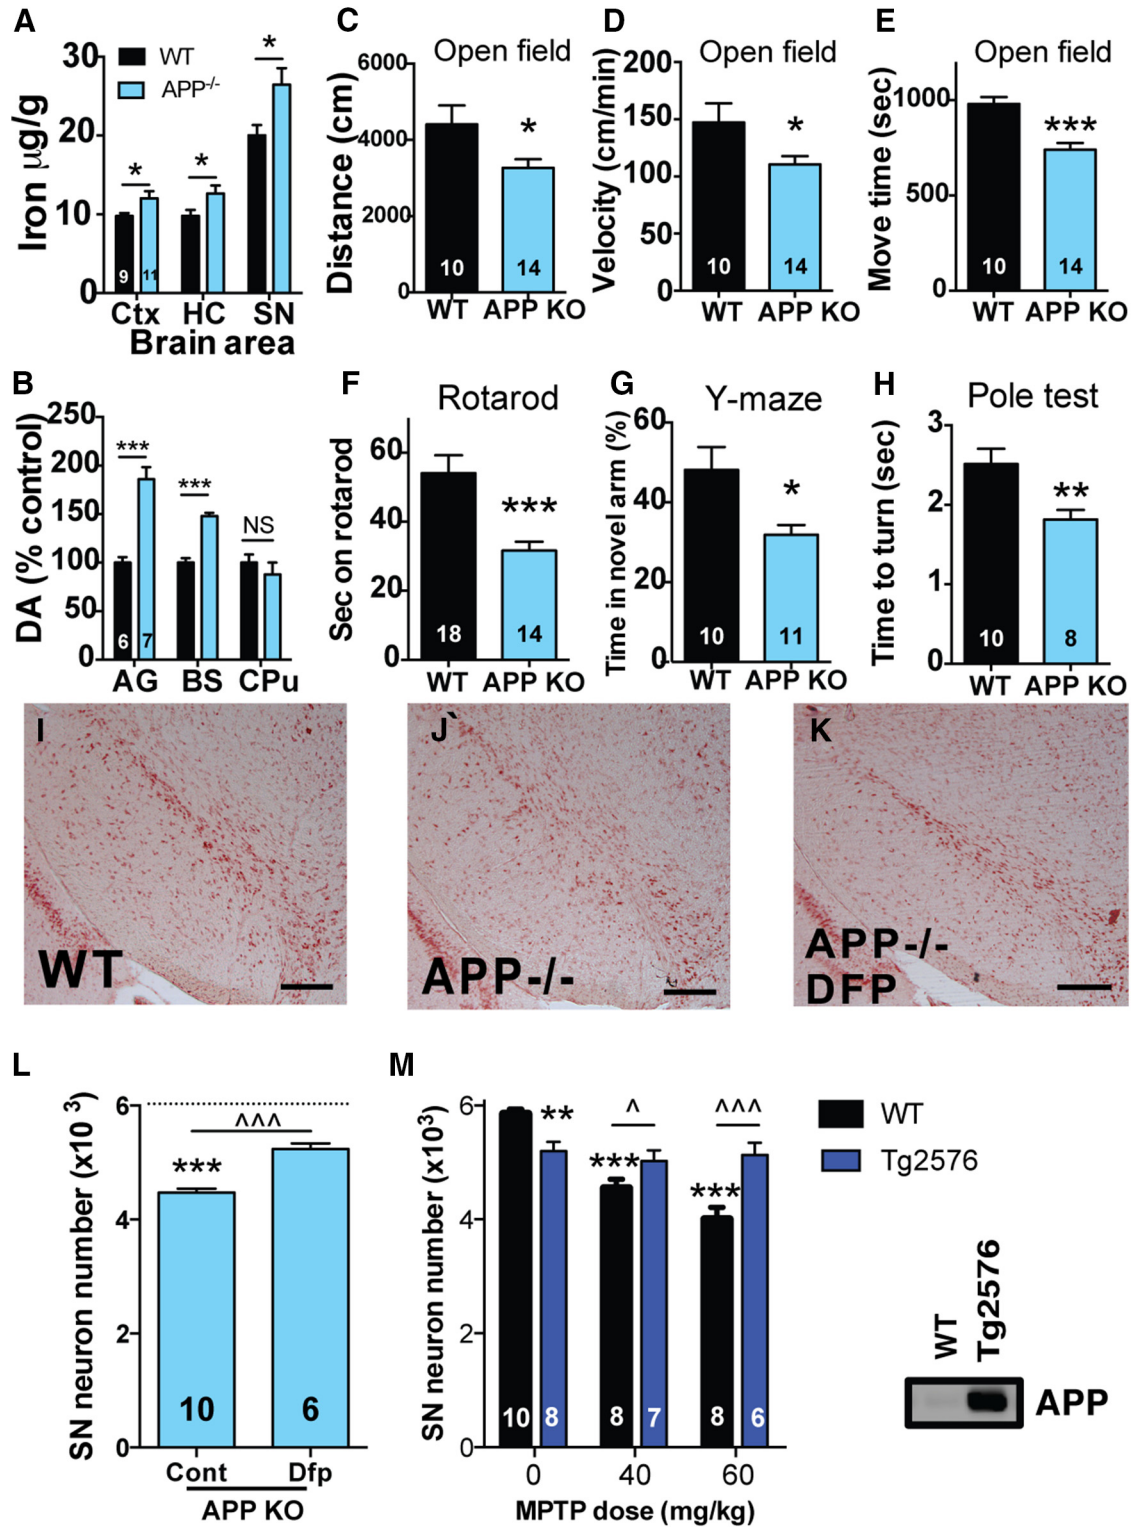 A
Iron µg/g
30
20
10
0
WT
APP-/-
*
*
*
9
11
Ctx HC SN
Brain area
C
Open field
Distance (cm)
6000
4000
2000
0
*
10
14
WT APP KO
D
Open field
Velocity (cm/min)
200
150
100
50
0
*
10
14
WT APP KO
E
Open field
Move time (sec)
1000
500
0
***
10
14
WT APP KO
B
DA (% control)
250
200
150
100
50
0
***
***
NS
6
7
AG BS CPu
F
Rotarod
Sec on rotarod
60
40
20
0
***
18
14
WT APP KO
G
Y-maze
Time in novel arm (%)
60
40
20
0
*
10
11
WT APP KO
H
Pole test
Time to turn (sec)
3
2
1
0
**
10
8
WT APP KO
I
WT
J`
APP-/-
K
APP-/-
DFP
L
SN neuron number (x10 3)
6
4
2
0
^^^
***
10
6
Cont Dfp
APP KO
M
SN neuron number (x103)
6
4
2
0
**
***
^
***
^^^
10
8
8
7
8
6
0 40 60
MPTP dose (mg/kg)
WT
Tg2576
WT
Tg2576
APP